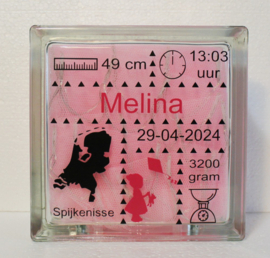 49 cm
13:03
uur
Melina
29-04-2024
3200
gram
Spijkenisse